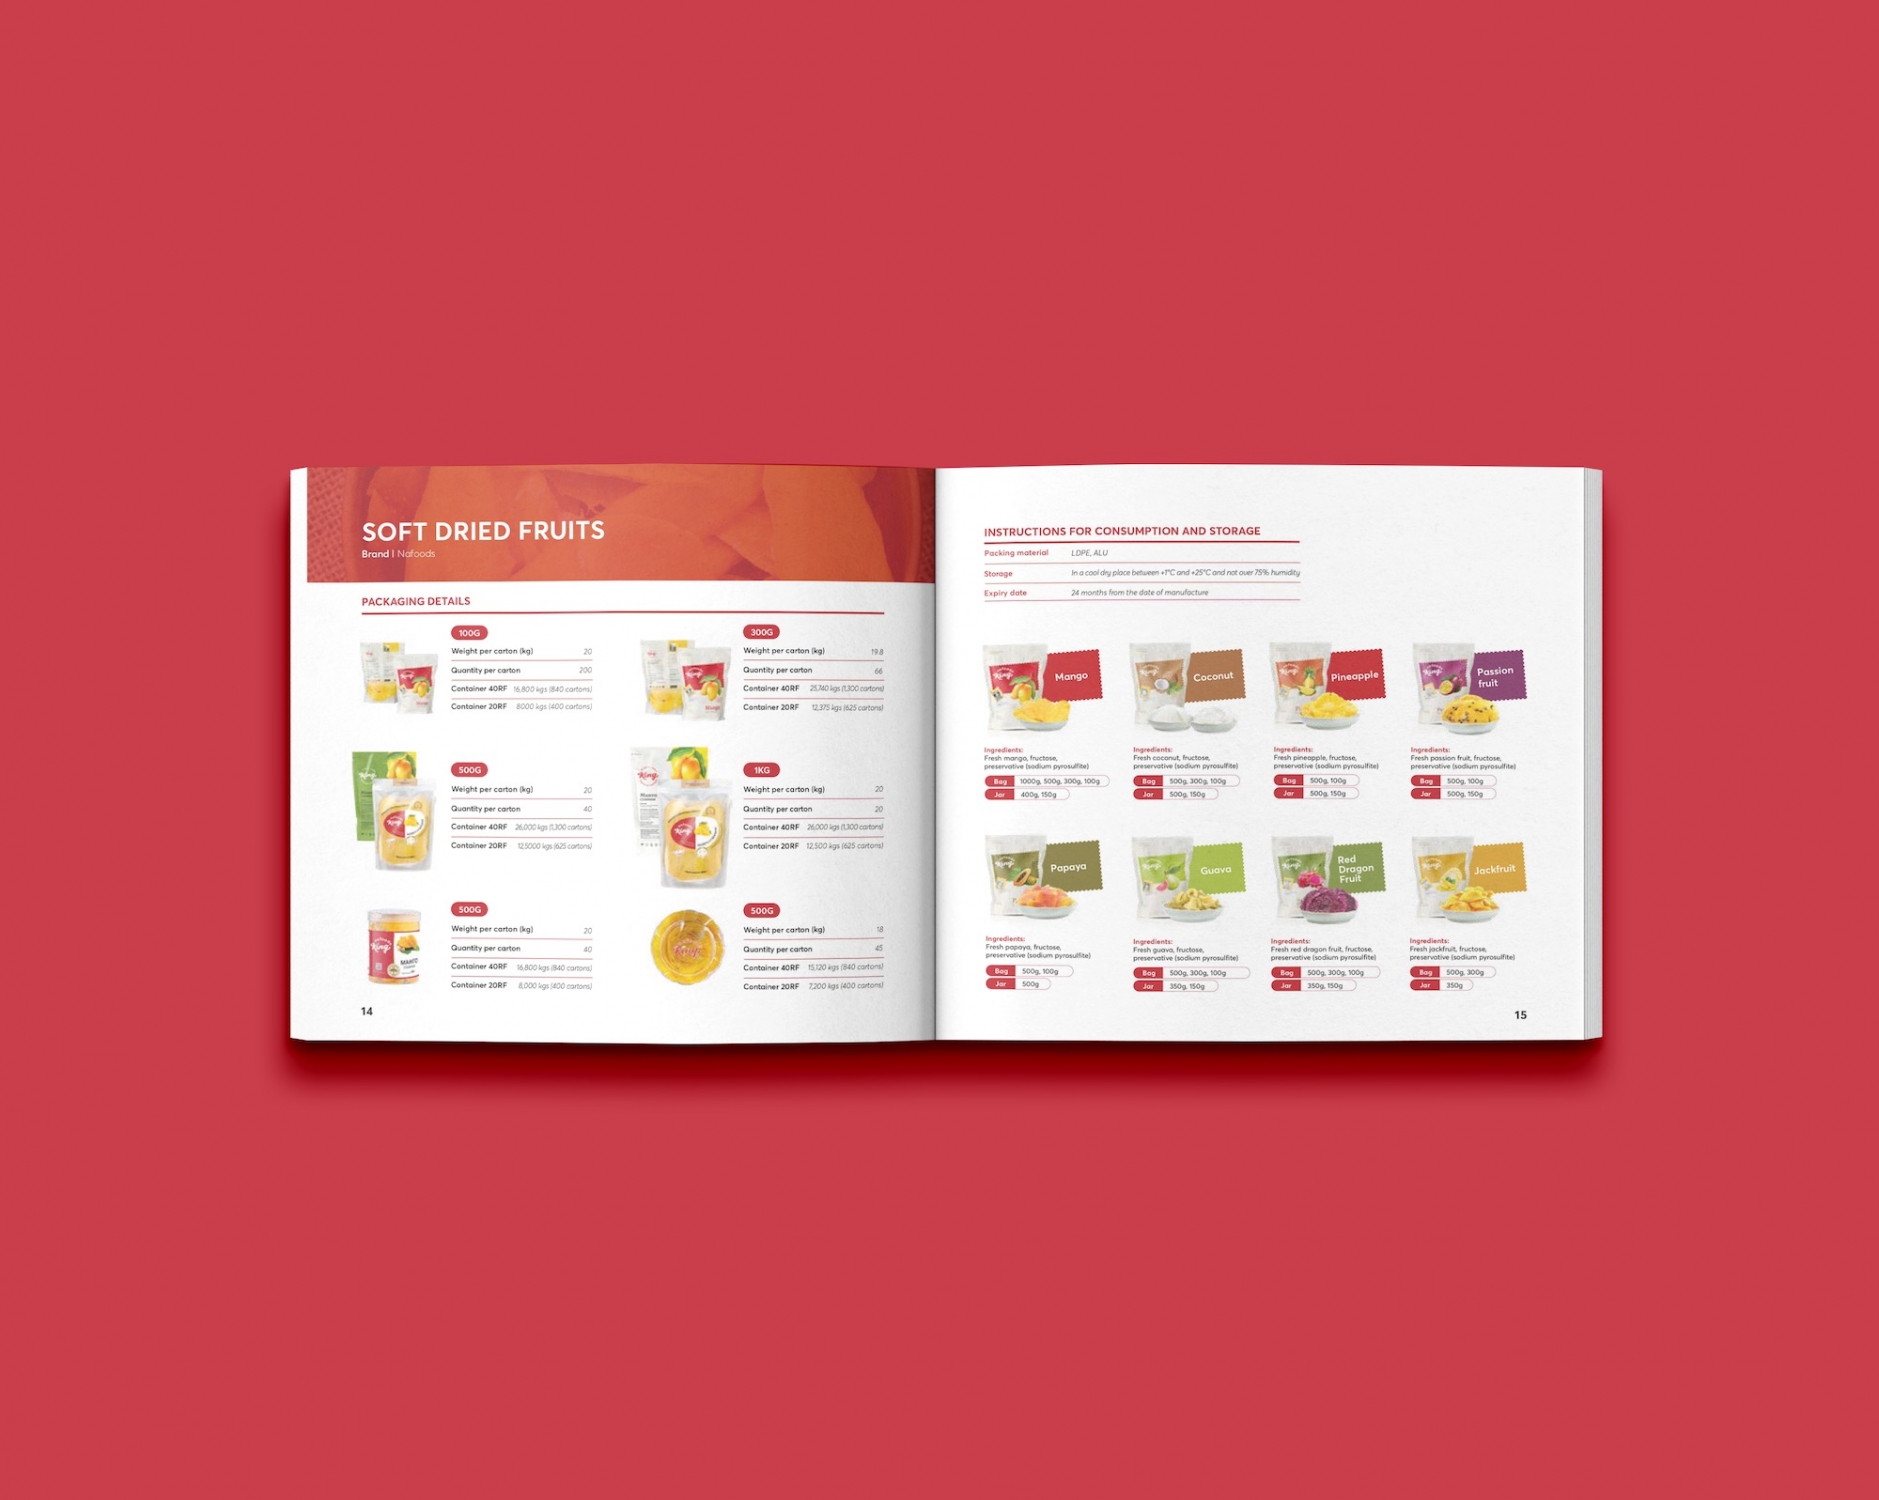 SOFT DRIED FRUITS
Brand | Nafoods
PACKAGING DETAILS
100G
Weight per carton (kg) 20
Quantity per carton 200
Container 40RF 16,800 kgs (840 cartons)
Container 20RF 8000 kgs (400 cartons)
300G
Weight per carton (kg) 19.8
Quantity per carton 66
Container 40RF 25,740 kgs (1,300 cartons)
Container 20RF 12,375 kgs (625 cartons)
500G
Weight per carton (kg) 20
Quantity per carton 40
Container 40RF 26,000 kgs (1,300 cartons)
Container 20RF 12,5000 kgs (625 cartons)
1KG
Weight per carton (kg) 20
Quantity per carton 20
Container 40RF 26,000 kgs (1,300 cartons)
Container 20RF 12,500 kgs (625 cartons)
500G
Weight per carton (kg) 20
Quantity per carton 40
Container 40RF 16,800 kgs (840 cartons)
Container 20RF 8,000 kgs (400 cartons)
500G
Weight per carton (kg) 18
Quantity per carton 45
Container 40RF 15,120 kgs (840 cartons)
Container 20RF 7,200 kgs (400 cartons)
14
INSTRUCTIONS FOR CONSUMPTION AND STORAGE
Packing material LDPE, ALU
Storage In a cool dry place between +1°C and +25°C and not over 75% humidity
Expiry date 24 months from the date of manufacture
Mango
Ingredients:
Fresh mango, fructose,
preservative (sodium pyrosulfite)
Bag 1000g, 500g, 300g, 100g
Jar 400g, 150g
Coconut
Ingredients:
Fresh coconut, fructose,
preservative (sodium pyrosulfite)
Bag 500g, 300g, 100g
Jar 500g, 150g
Pineapple
Ingredients:
Fresh pineapple, fructose,
preservative (sodium pyrosulfite)
Bag 500g, 100g
Jar 500g, 150g
Passion
fruit
Ingredients:
Fresh passion fruit, fructose,
preservative (sodium pyrosulfite)
Bag 500g, 100g
Jar 500g, 150g
Papaya
Ingredients:
Fresh papaya, fructose,
preservative (sodium pyrosulfite)
Bag 500g, 100g
Jar 500g
Guava
Ingredients:
Fresh guava, fructose,
preservative (sodium pyrosulfite)
Bag 500g, 300g, 100g
Jar 350g, 150g
Red
Dragon
Fruit
Ingredients:
Fresh red dragon fruit, fructose,
preservative (sodium pyrosulfite)
Bag 500g, 300g, 100g
Jar 350g, 150g
Jackfruit
Ingredients:
Fresh jackfruit, fructose,
preservative (sodium pyrosulfite)
Bag 500g, 300g
Jar 350g
15